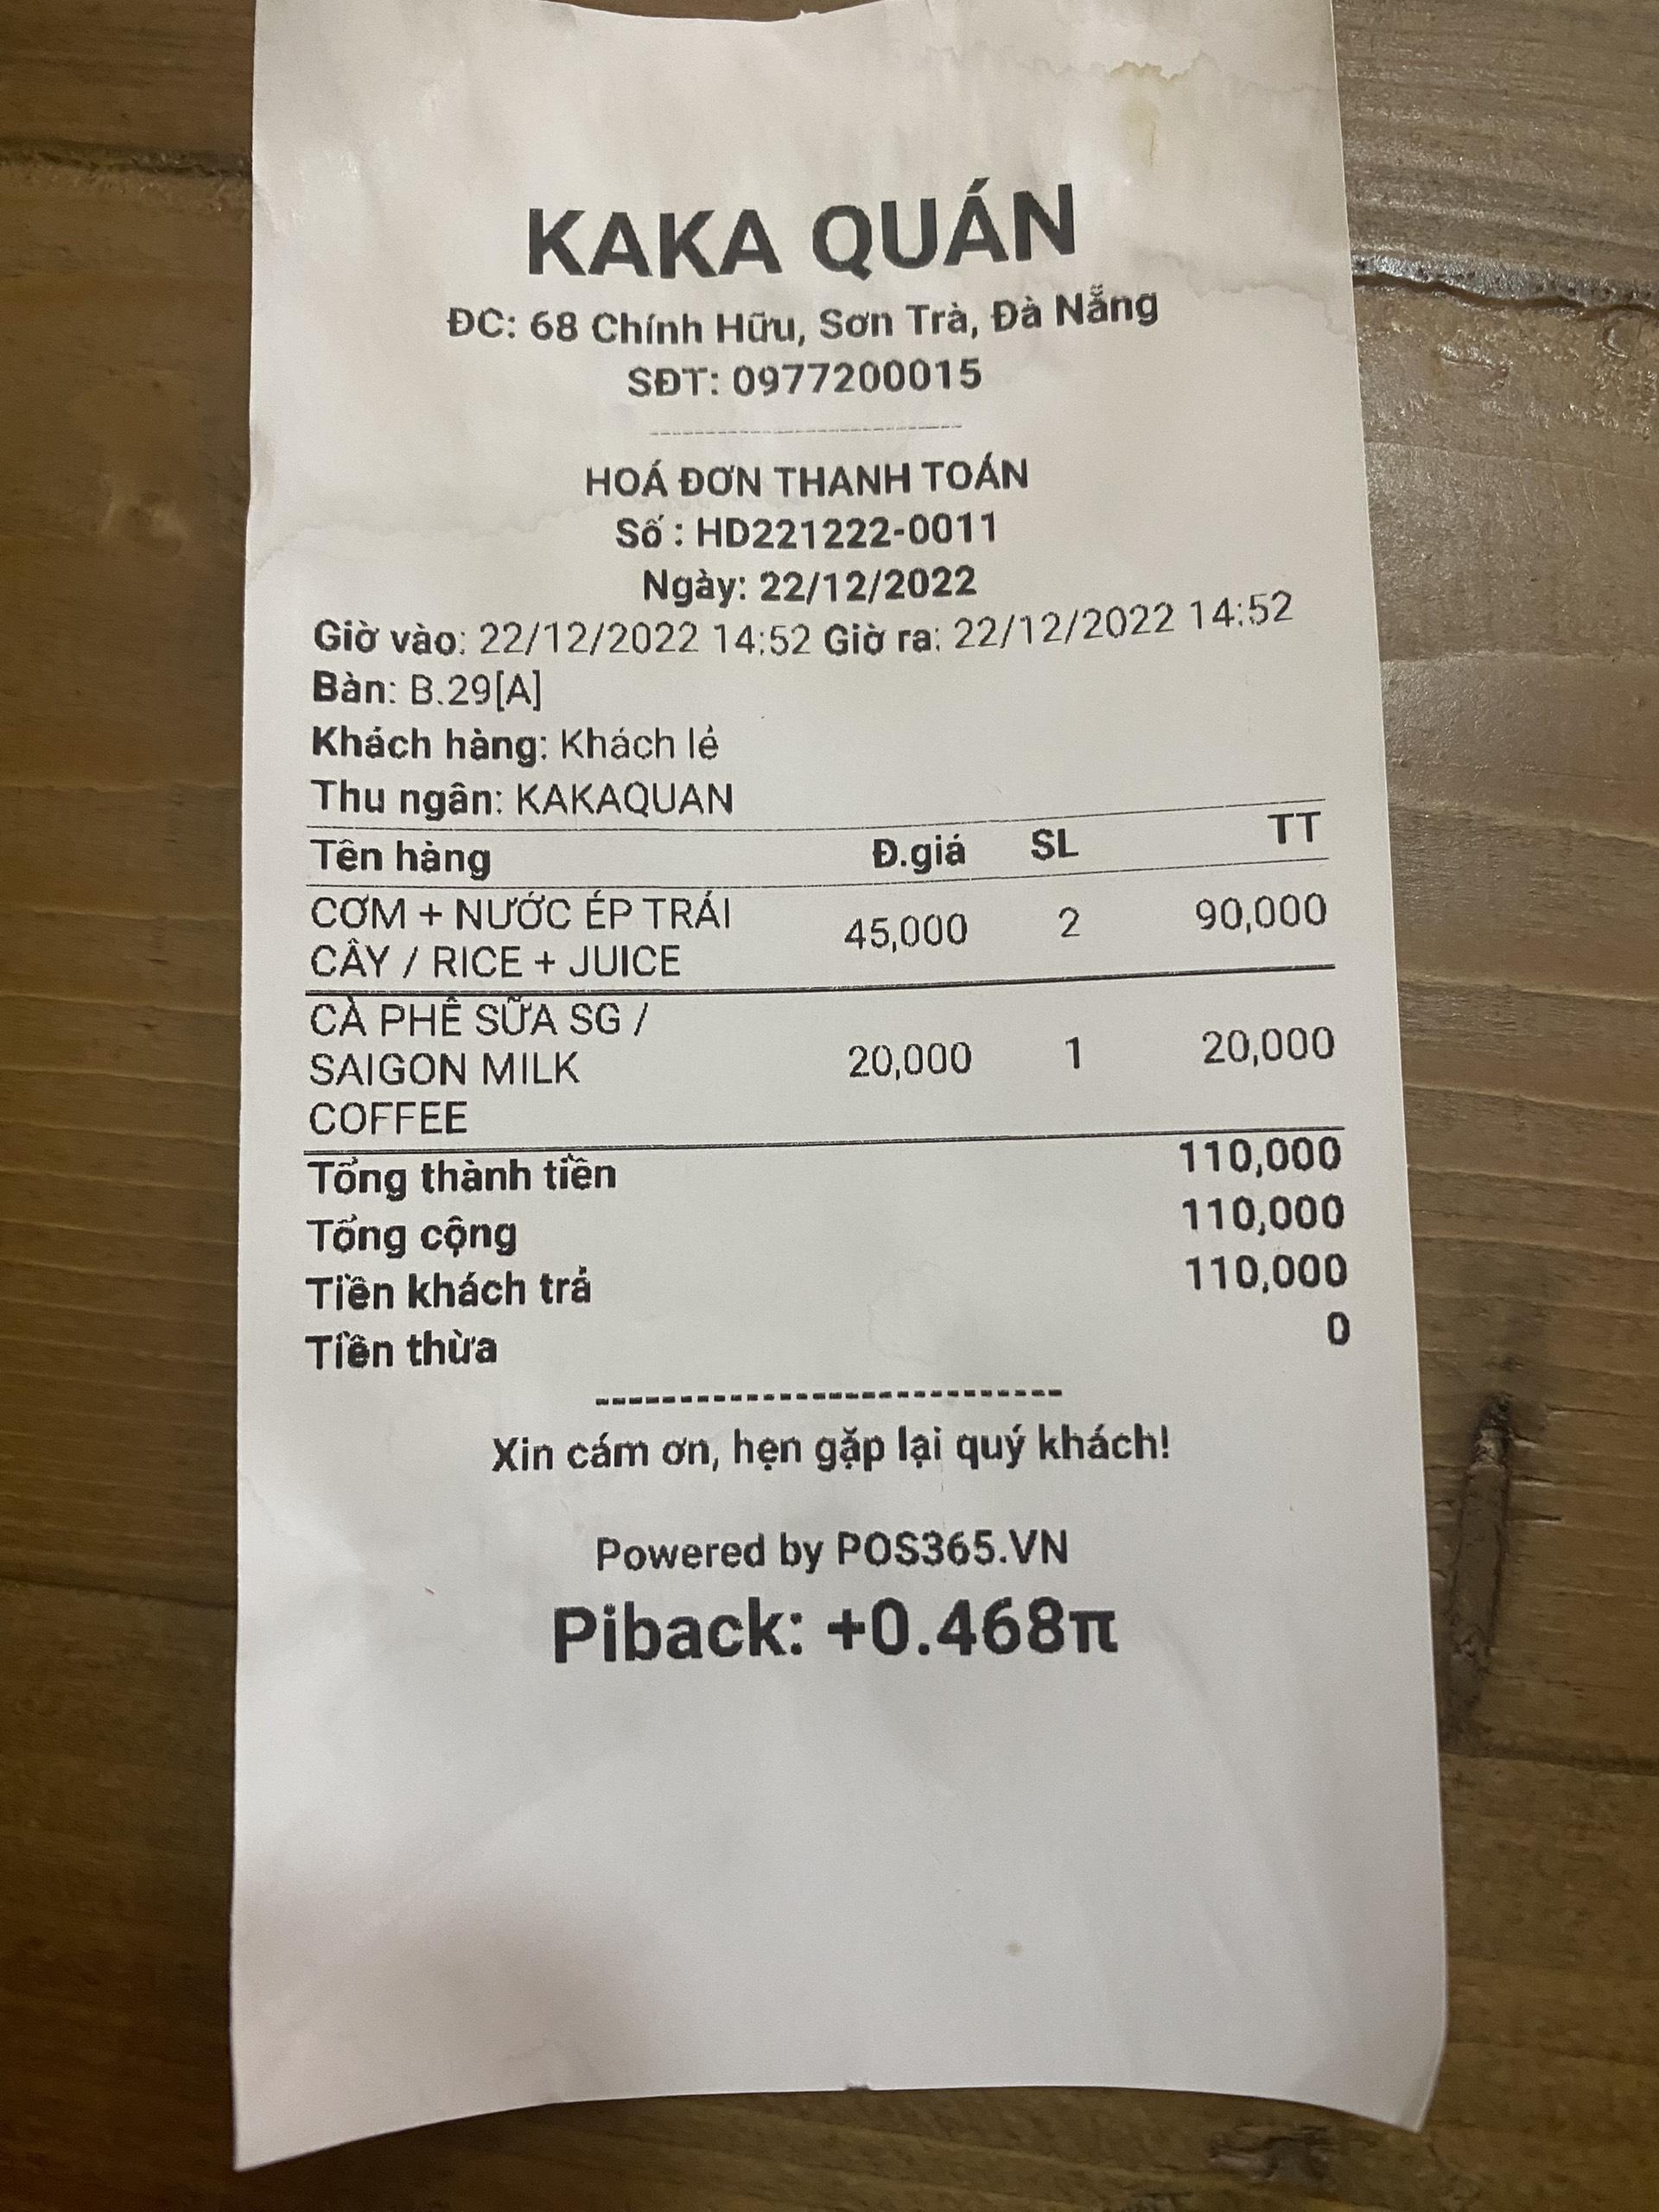 KAKA QUÁN
ĐC: 68 Chính Hữu, Sơn Trà, Đà Nẵng
SĐT: 0977200015
HOÁ ĐƠN THANH TOÁN
Số : HD221222-0011
Ngày: 22/12/2022
Giờ vào: 22/12/2022 14:52 Giờ ra: 22/12/2022 14:52
Bàn: B.29[A]
Khách hàng: Khách lẻ
Thu ngân: KAKAQUAN
Tên hàng Đ.giá SL TT
CƠM + NƯỚC ÉP TRÁI
CÂY / RICE + JUICE 45,000 2 90,000
CÀ PHÊ SỮA SG /
SAIGON MILK 20,000 1 20,000
COFFEE
Tổng thành tiền 110,000
Tổng cộng 110,000
Tiền khách trả 110,000
Tiền thừa 0
Xin cám ơn, hẹn gặp lại quý khách!
Powered by POS365.VN
Piback: +0.468π